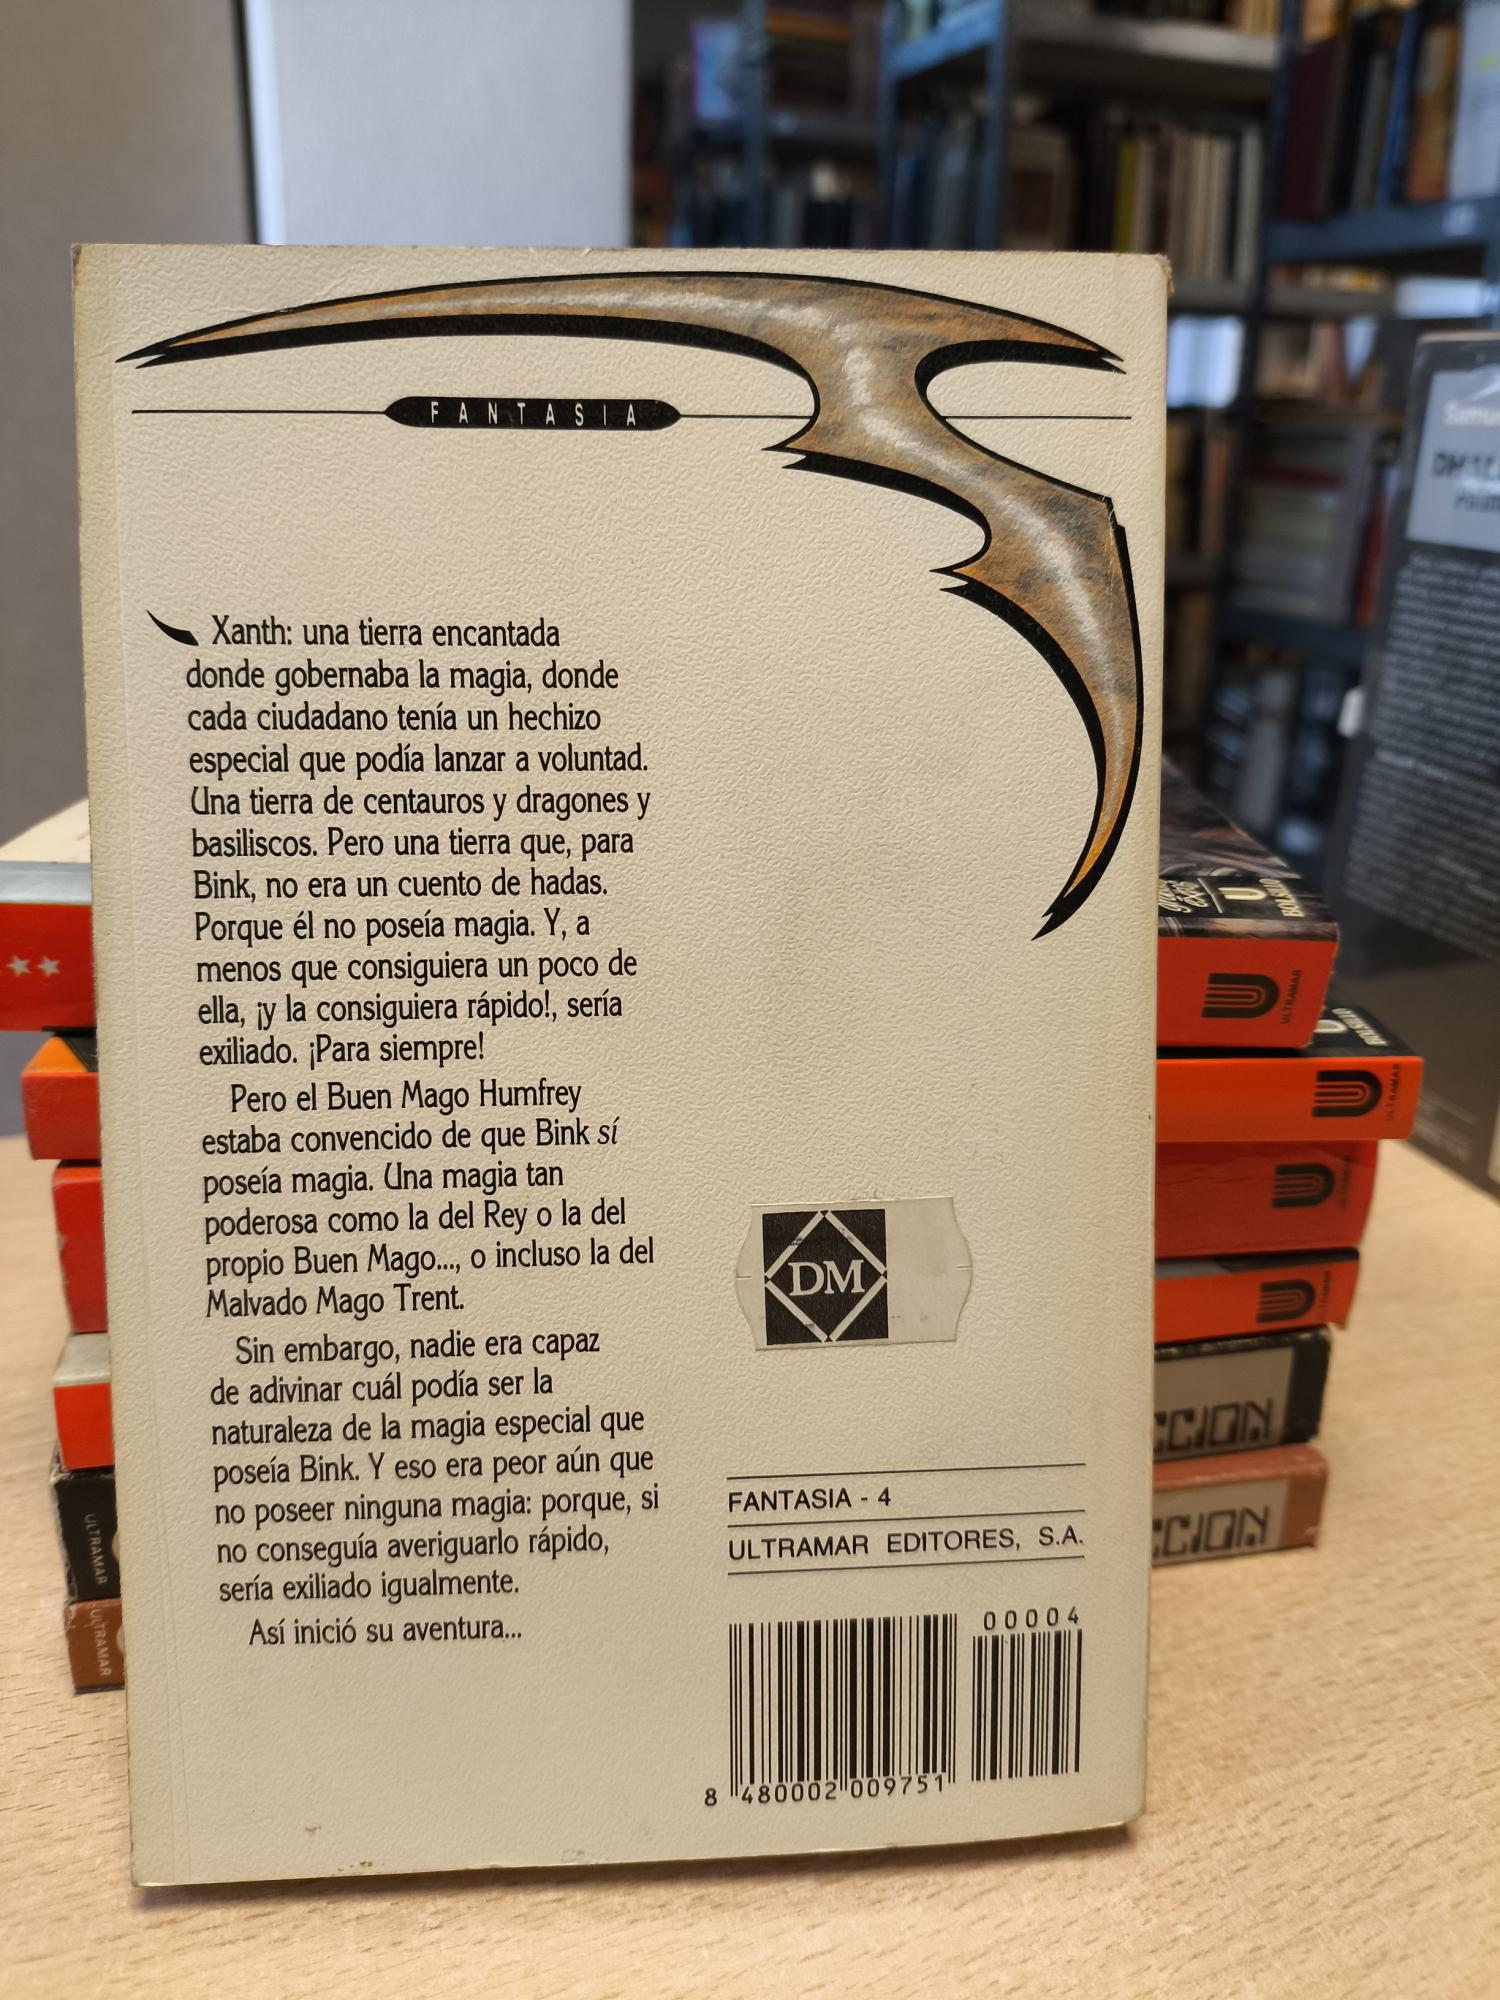 FANTASIA
Xanth: una tierra encantada
donde gobernaba la magia, donde
cada ciudadano tenía un hechizo
especial que podía lanzar a voluntad.
Una tierra de centauros y dragones y
basiliscos. Pero una tierra que, para
Bink, no era un cuento de hadas.
Porque él no poseía magia. Y, a
menos que consiguiera un poco de
ella, ¡y la consiguiera rápido!, sería
exiliado. ¡Para siempre!
Pero el Buen Mago Humfrey
estaba convencido de que Bink sí
poseía magia. Una magia tan
poderosa como la del Rey o la del
propio Buen Mago..., o incluso la del
Malvado Mago Trent.
Sin embargo, nadie era capaz
de adivinar cuál podía ser la
naturaleza de la magia especial que
poseía Bink. Y eso era peor aún que
no poseer ninguna magia: porque, si
no conseguía averiguarlo rápido,
sería exiliado igualmente.
Así inició su aventura...
DM
FANTASIA - 4
ULTRAMAR EDITORES, S.A.
00004
8 480002 009751
U
BOLSILLO
U
ULTRAMAR
U
ULTRAMAR
U
U
ULTRAMAR
CCION
CCION
ULTRAMAR
ULTRAMAR